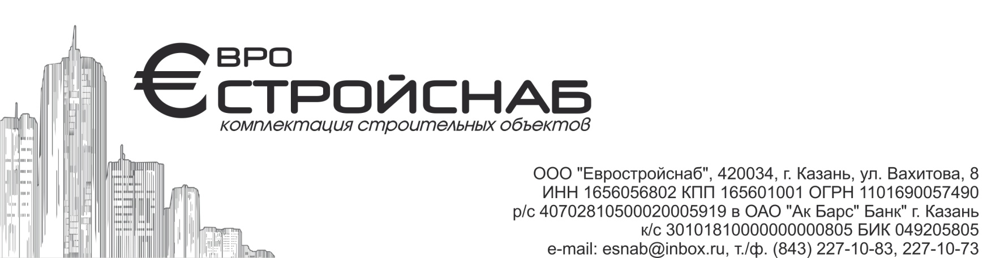 €ВРО
СТРОЙСНАБ
комплектация строительных объектов
ООО "Евростройснаб", 420034, г. Казань, ул. Вахитова, 8
ИНН 1656056802 КПП 165601001 ОГРН 1101690057490
р/с 40702810500020005919 в ОАО "Ак Барс" Банк" г. Казань
к/с 30101810000000000805 БИК 049205805
e-mail: esnab@inbox.ru, т./ф. (843) 227-10-83, 227-10-73